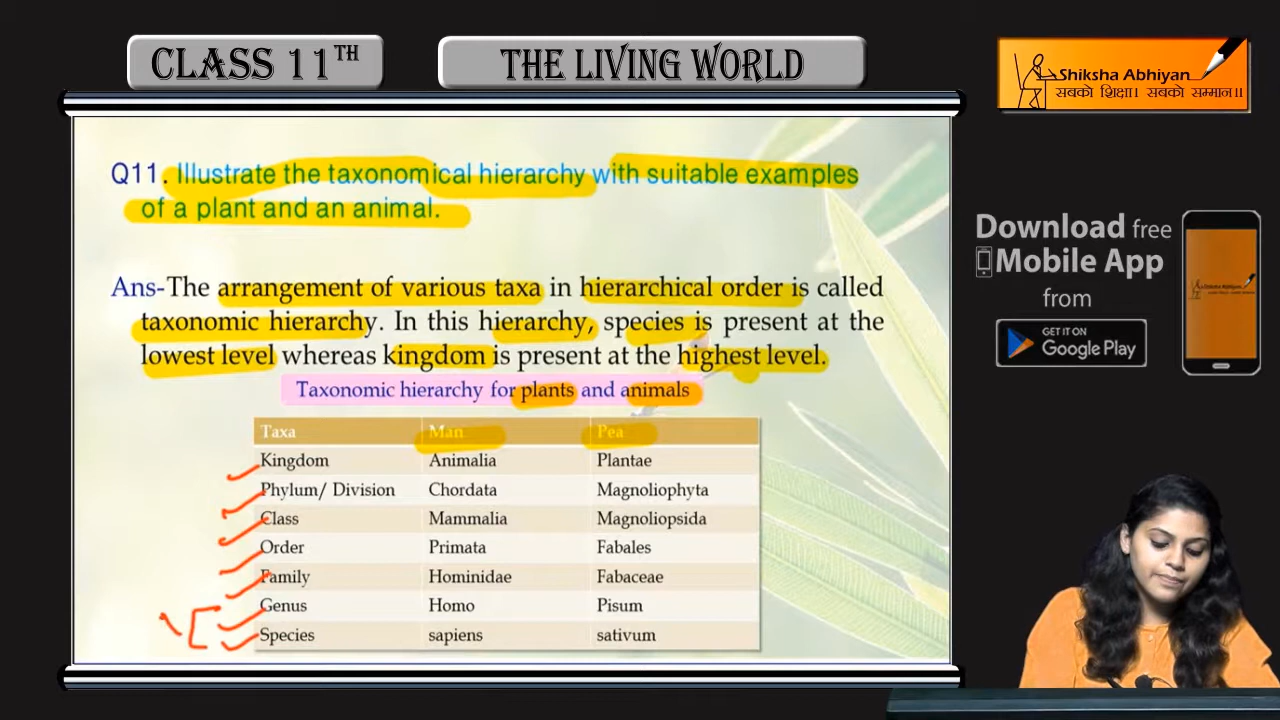 CLASS 11TH
THE LIVING WORLD
Shiksha Abhiyan
सबको शिक्षा। सबको सम्मान।।
Q11. Illustrate the taxonomical hierarchy with suitable examples
of a plant and an animal.
Ans-The arrangement of various taxa in hierarchical order is called
taxonomic hierarchy. In this hierarchy, species is present at the
lowest level whereas kingdom is present at the highest level.
Taxonomic hierarchy for plants and animals
Taxa Man Pea
Kingdom Animalia Plantae
Phylum/ Division Chordata Magnoliophyta
Class Mammalia Magnoliopsida
Order Primata Fabales
Family Hominidae Fabaceae
Genus Homo Pisum
Species sapiens sativum
Download free
Mobile App
from
GET IT ON
Google Play